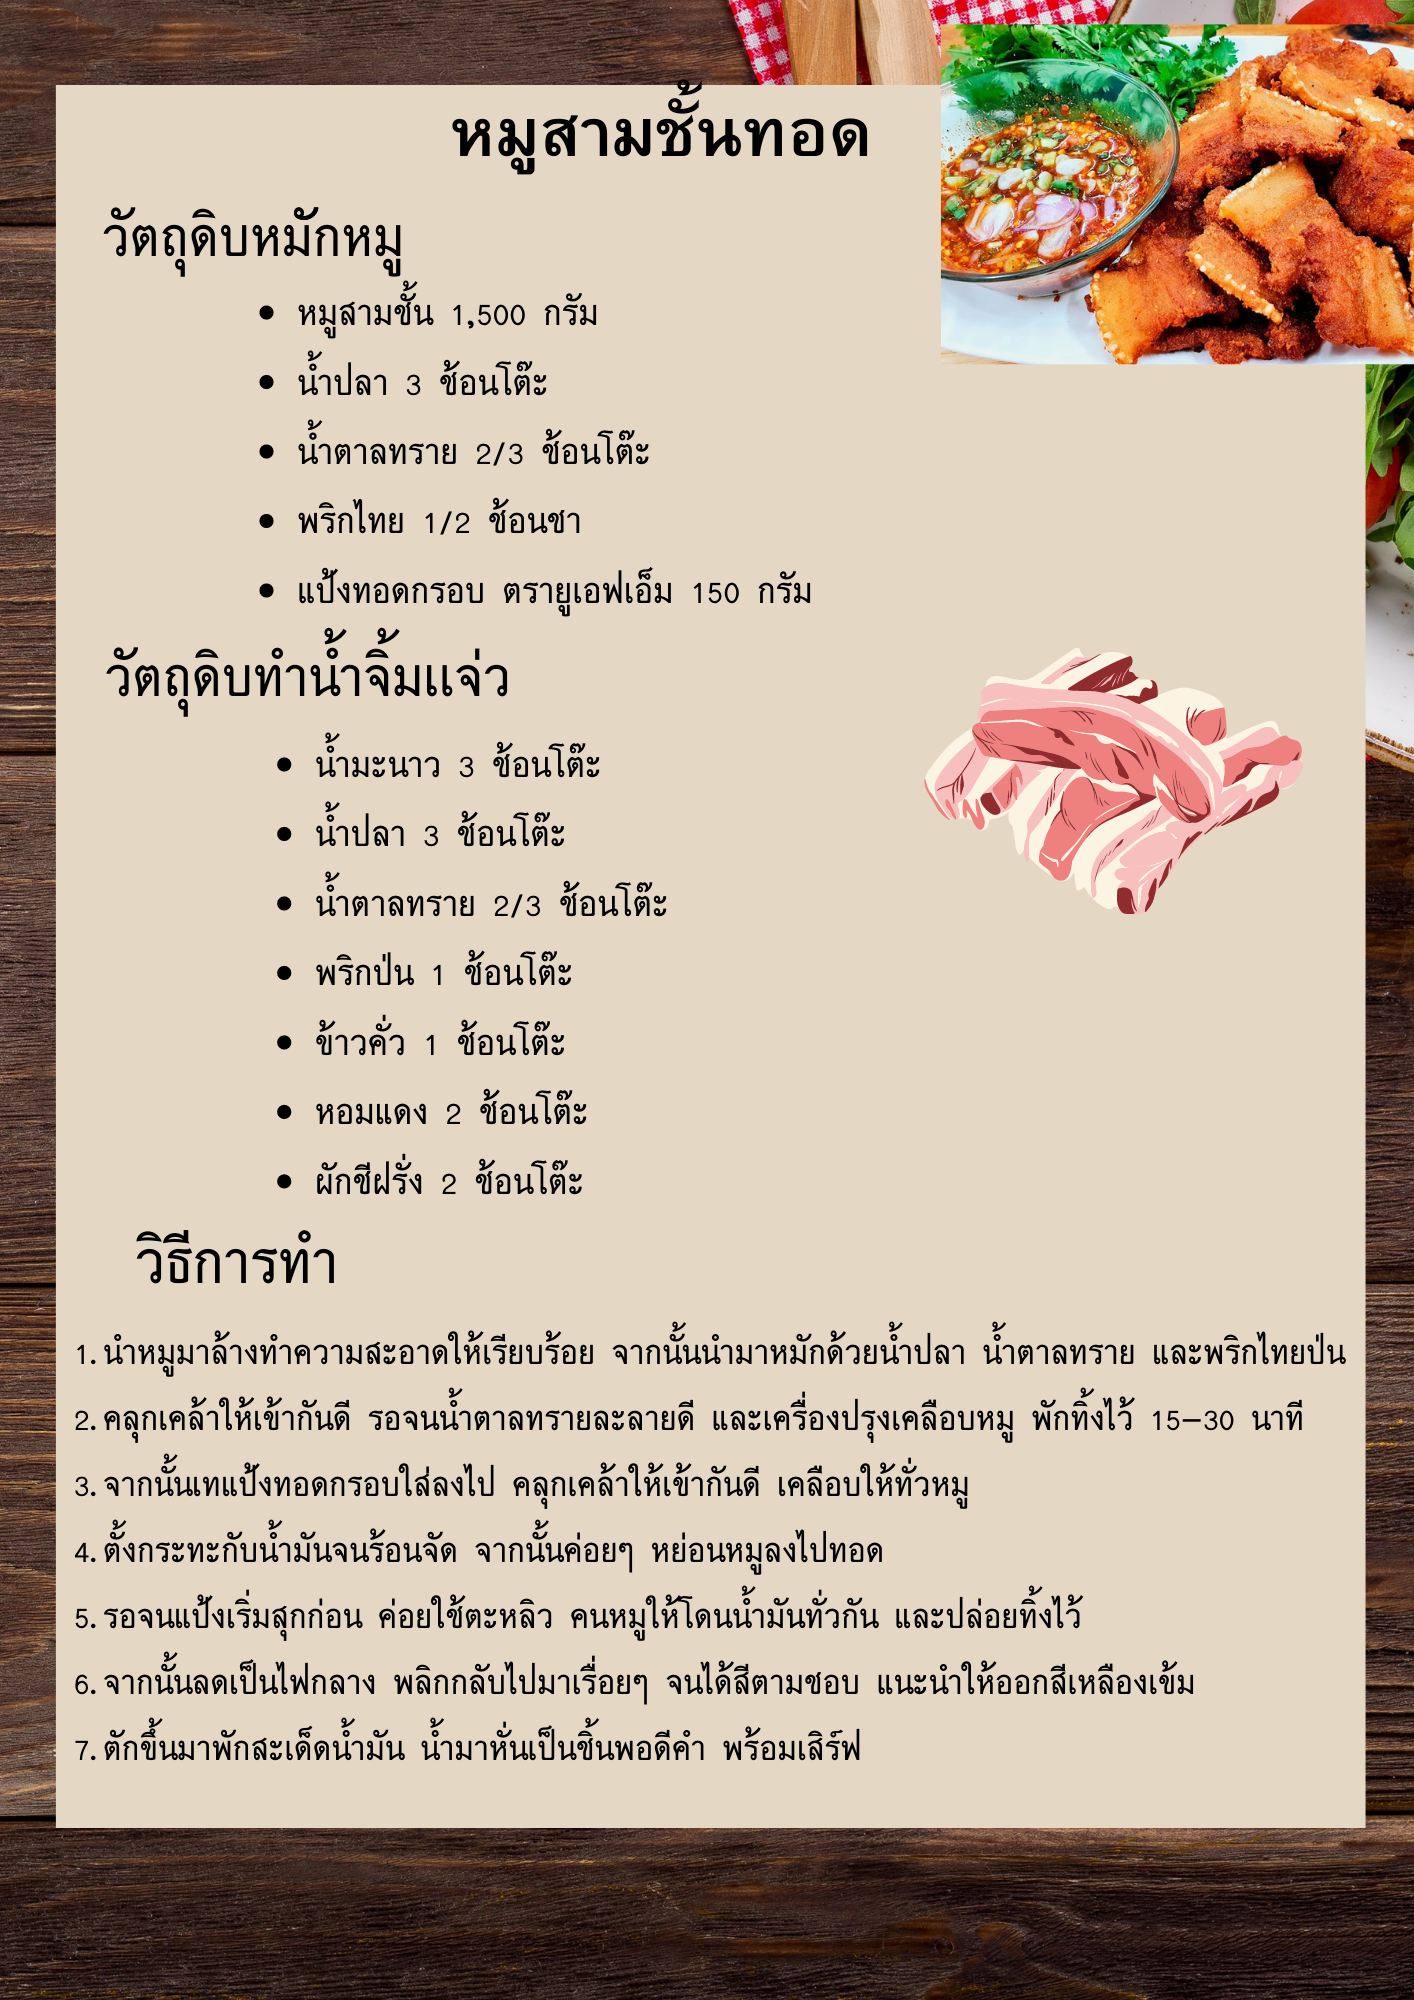 หมูสามชั้นทอด
วัตถุดิบหมักหมู
• หมูสามชั้น 1,500 กรัม
• น้ำปลา 3 ช้อนโต๊ะ
• น้ำตาลทราย 2/3 ช้อนโต๊ะ
• พริกไทย 1/2 ช้อนชา
• แป้งทอดกรอบ ตรายูเอฟเอ็ม 150 กรัม
วัตถุดิบทำน้ำจิ้มแจ่ว
• น้ำมะนาว 3 ช้อนโต๊ะ
• น้ำปลา 3 ช้อนโต๊ะ
• น้ำตาลทราย 2/3 ช้อนโต๊ะ
• พริกป่น 1 ช้อนโต๊ะ
• ข้าวคั่ว 1 ช้อนโต๊ะ
• หอมแดง 2 ช้อนโต๊ะ
• ผักชีฝรั่ง 2 ช้อนโต๊ะ
วิธีการทำ
1. นำหมูมาล้างทำความสะอาดให้เรียบร้อย จากนั้นนำมาหมักด้วยน้ำปลา น้ำตาลทราย และพริกไทยป่น
2. คลุกเคล้าให้เข้ากันดี รอจนน้ำตาลทรายละลายดี และเครื่องปรุงเคลือบหมู พักทิ้งไว้ 15–30 นาที
3. จากนั้นเทแป้งทอดกรอบใส่ลงไป คลุกเคล้าให้เข้ากันดี เคลือบให้ทั่วหมู
4. ตั้งกระทะกับน้ำมันจนร้อนจัด จากนั้นค่อยๆ หย่อนหมูลงไปทอด
5. รอจนแป้งเริ่มสุกก่อน ค่อยใช้ตะหลิว คนหมูให้โดนน้ำมันทั่วกัน และปล่อยทิ้งไว้
6. จากนั้นลดเป็นไฟกลาง พลิกกลับไปมาเรื่อยๆ จนได้สีตามชอบ แนะนำให้ออกสีเหลืองเข้ม
7. ตักขึ้นมาพักสะเด็ดน้ำมัน น้ำมาหั่นเป็นชิ้นพอดีคำ พร้อมเสิร์ฟ